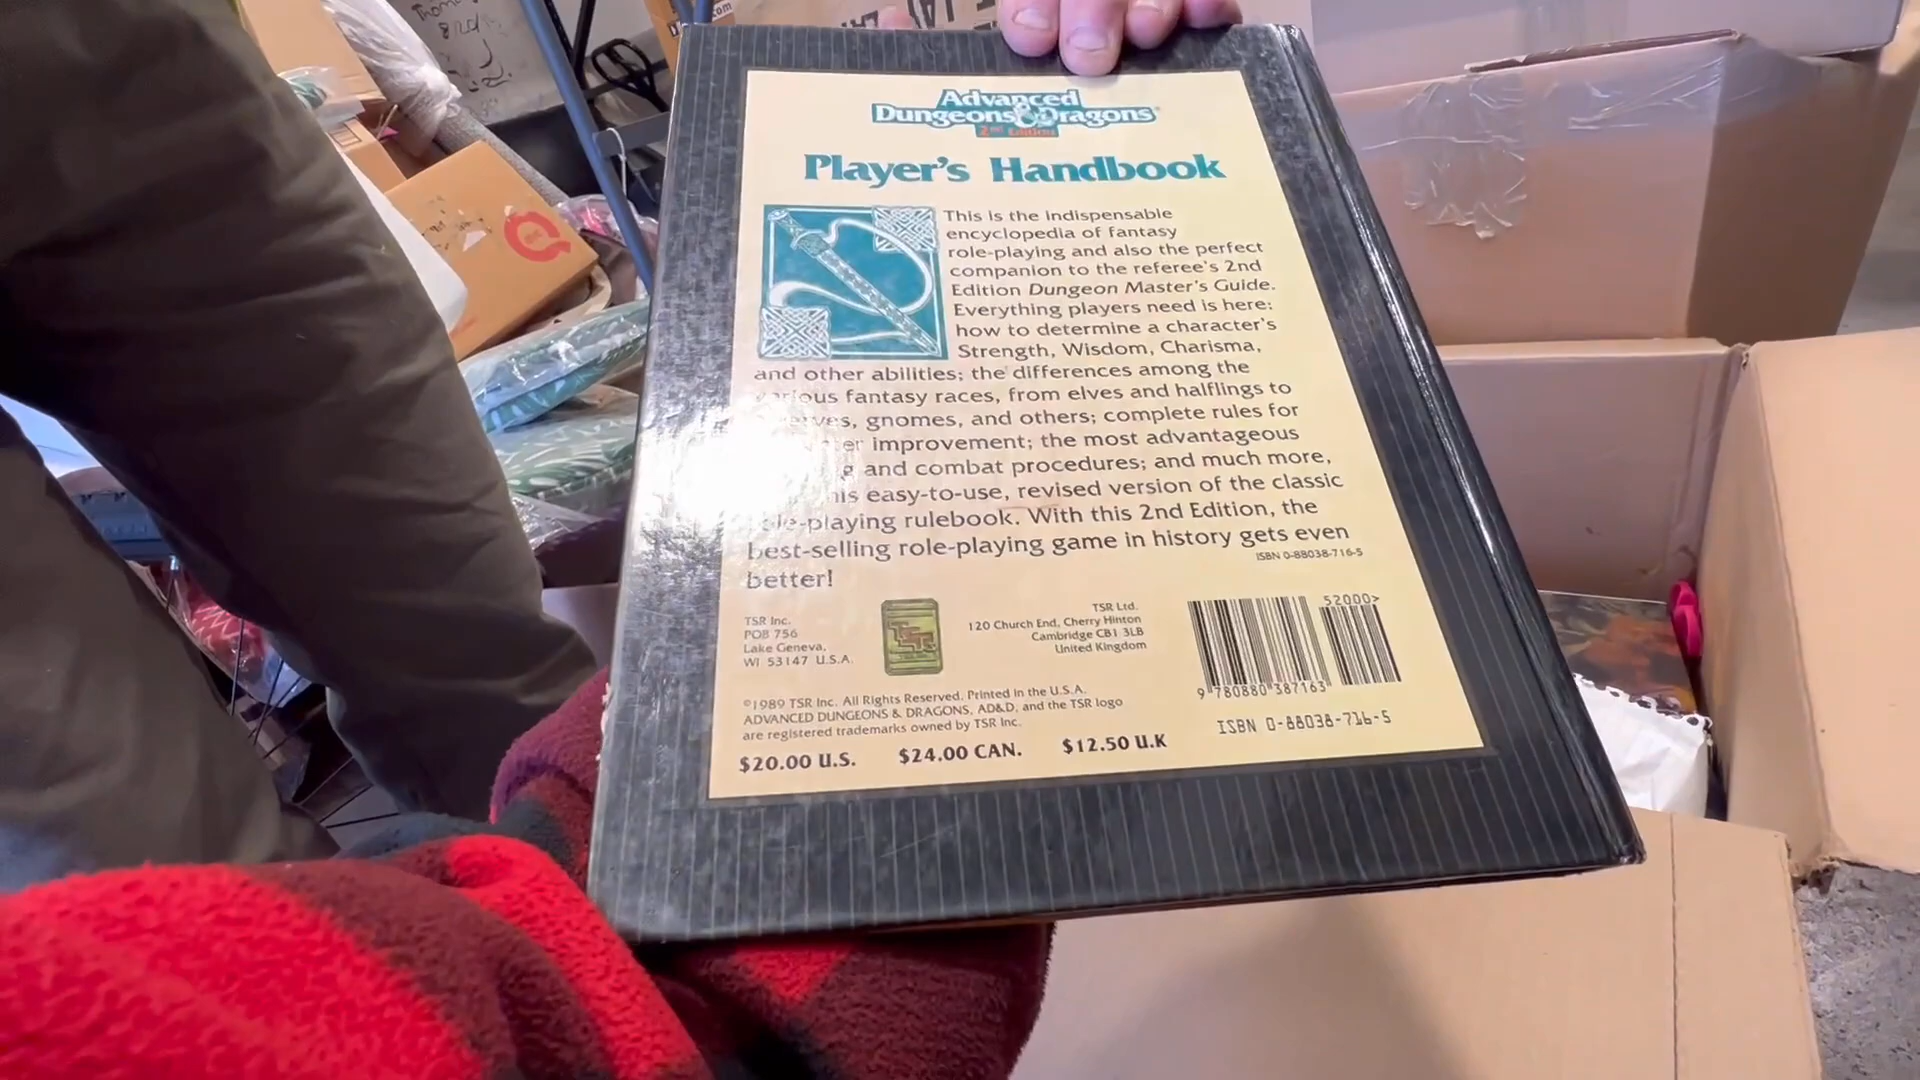 Advanced
Dungeons & Dragons®
2nd Edition
Player's Handbook
This is the indispensable
encyclopedia of fantasy
role-playing and also the perfect
companion to the referee's 2nd
Edition Dungeon Master's Guide.
Everything players need is here:
how to determine a character's
Strength, Wisdom, Charisma,
and other abilities; the differences among the
fantasy races, from elves and halflings to
gnomes, and others; complete rules for
improvement; the most advantageous
and combat procedures; and much more,
easy-to-use, revised version of the classic
-playing rulebook. With this 2nd Edition, the
best-selling role-playing game in history gets even
better!
ISBN 0-88038-716-5
TSR Inc.
POB 756
Lake Geneva,
WI 53147 U.S.A.
TSR Ltd.
120 Church End, Cherry Hinton
Cambridge CB1 3LB
United Kingdom
52000>
9 780880 387163
ISBN 0-88038-716-5
©1989 TSR Inc. All Rights Reserved. Printed in the U.S.A.
ADVANCED DUNGEONS & DRAGONS, AD&D, and the TSR logo
are registered trademarks owned by TSR Inc.
$20.00 U.S. $24.00 CAN. $12.50 U.K